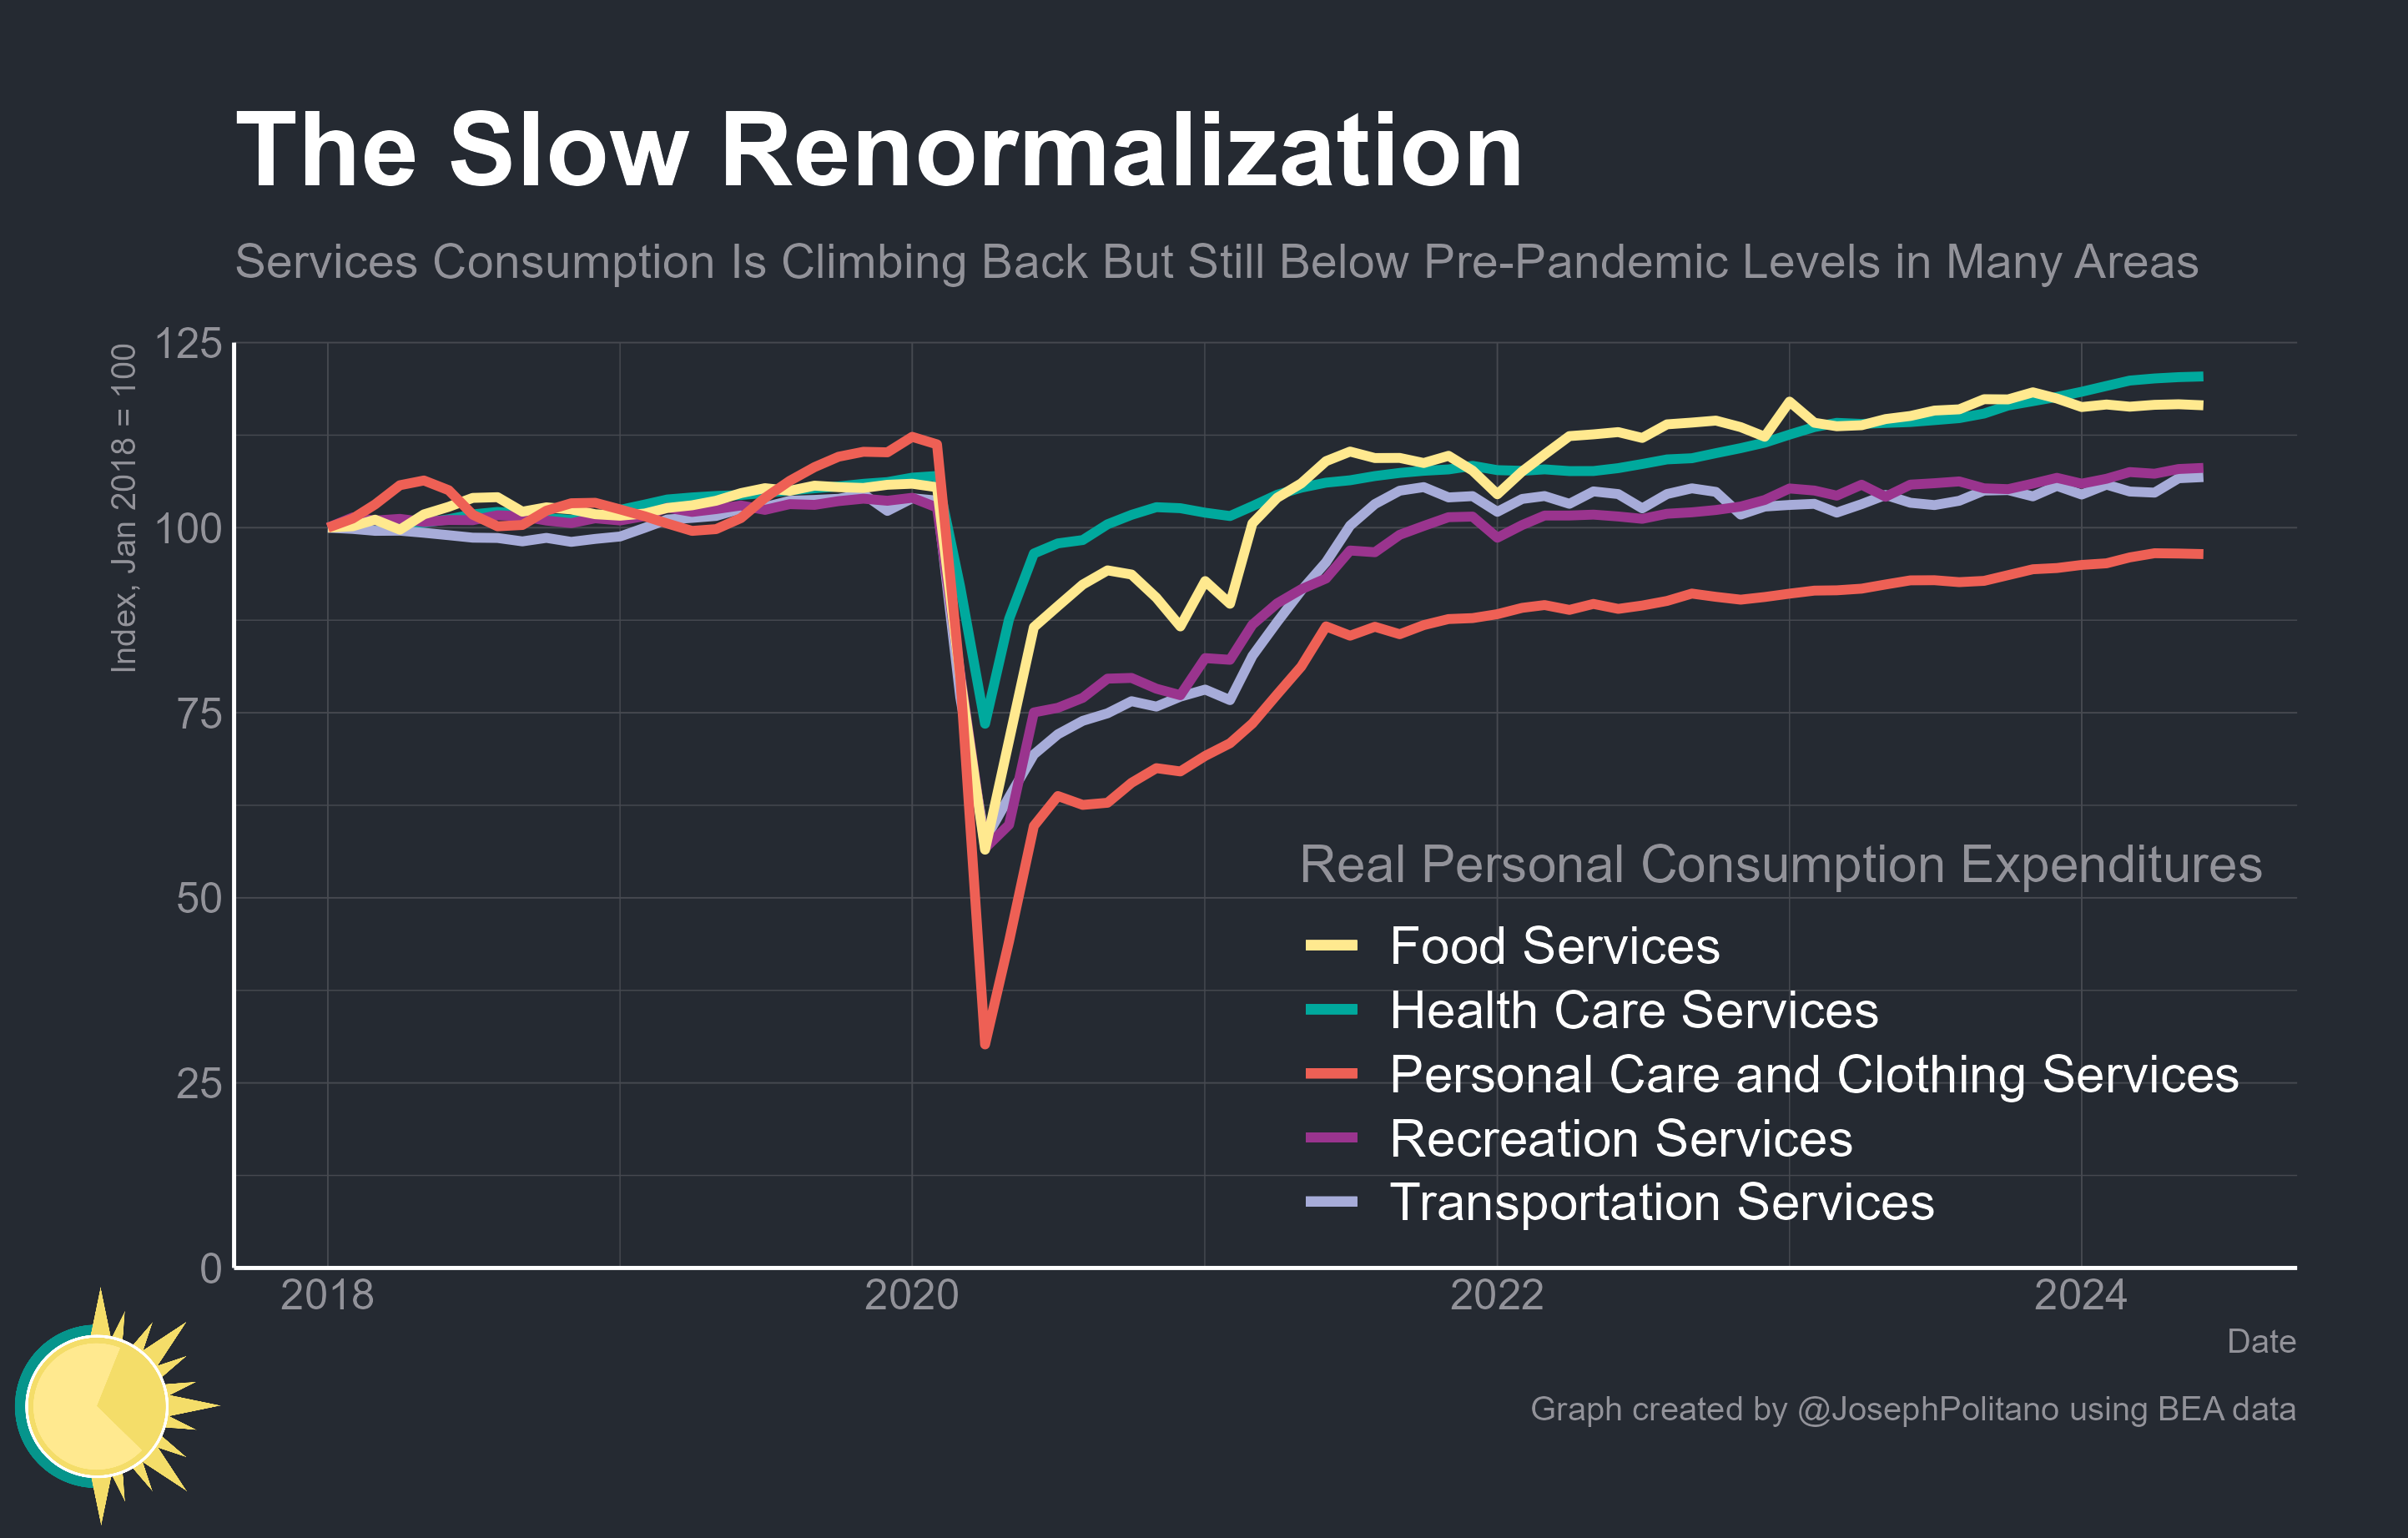 The Slow Renormalization
Services Consumption Is Climbing Back But Still Below Pre-Pandemic Levels in Many Areas
Index, Jan 2018 = 100
125
100
75
50
25
0
Real Personal Consumption Expenditures
Food Services
Health Care Services
Personal Care and Clothing Services
Recreation Services
Transportation Services
2018 2020 2022 2024
Date
Graph created by @JosephPolitano using BEA data